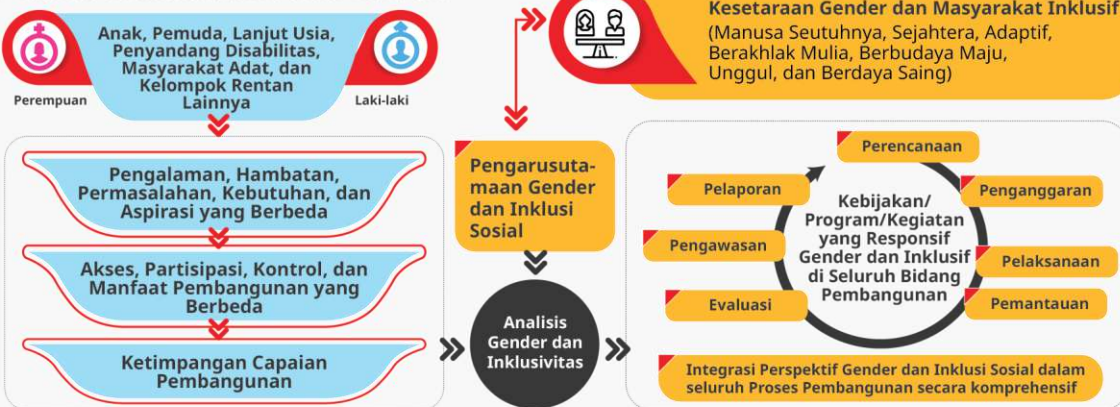 Anak, Pemuda, Lanjut Usia,
Penyandang Disabilitas,
Masyarakat Adat, dan
Kelompok Rentan
Lainnya
Perempuan
Laki-laki
Pengalaman, Hambatan,
Permasalahan, Kebutuhan, dan
Aspirasi yang Berbeda
Akses, Partisipasi, Kontrol, dan
Manfaat Pembangunan yang
Berbeda
Ketimpangan Capaian
Pembangunan
Pengarusuta-
maan Gender
dan Inklusi
Sosial
Analisis
Gender dan
Inklusivitas
Kesetaraan Gender dan Masyarakat Inklusif
(Manusa Seutuhnya, Sejahtera, Adaptif,
Berakhlak Mulia, Berbudaya Maju,
Unggul, dan Berdaya Saing)
Perencanaan
Penganggaran
Pelaksanaan
Pemantauan
Evaluasi
Pengawasan
Pelaporan
Kebijakan/
Program/Kegiatan
yang Responsif
Gender dan Inklusif
di Seluruh Bidang
Pembangunan
Integrasi Perspektif Gender dan Inklusi Sosial dalam
seluruh Proses Pembangunan secara komprehensif